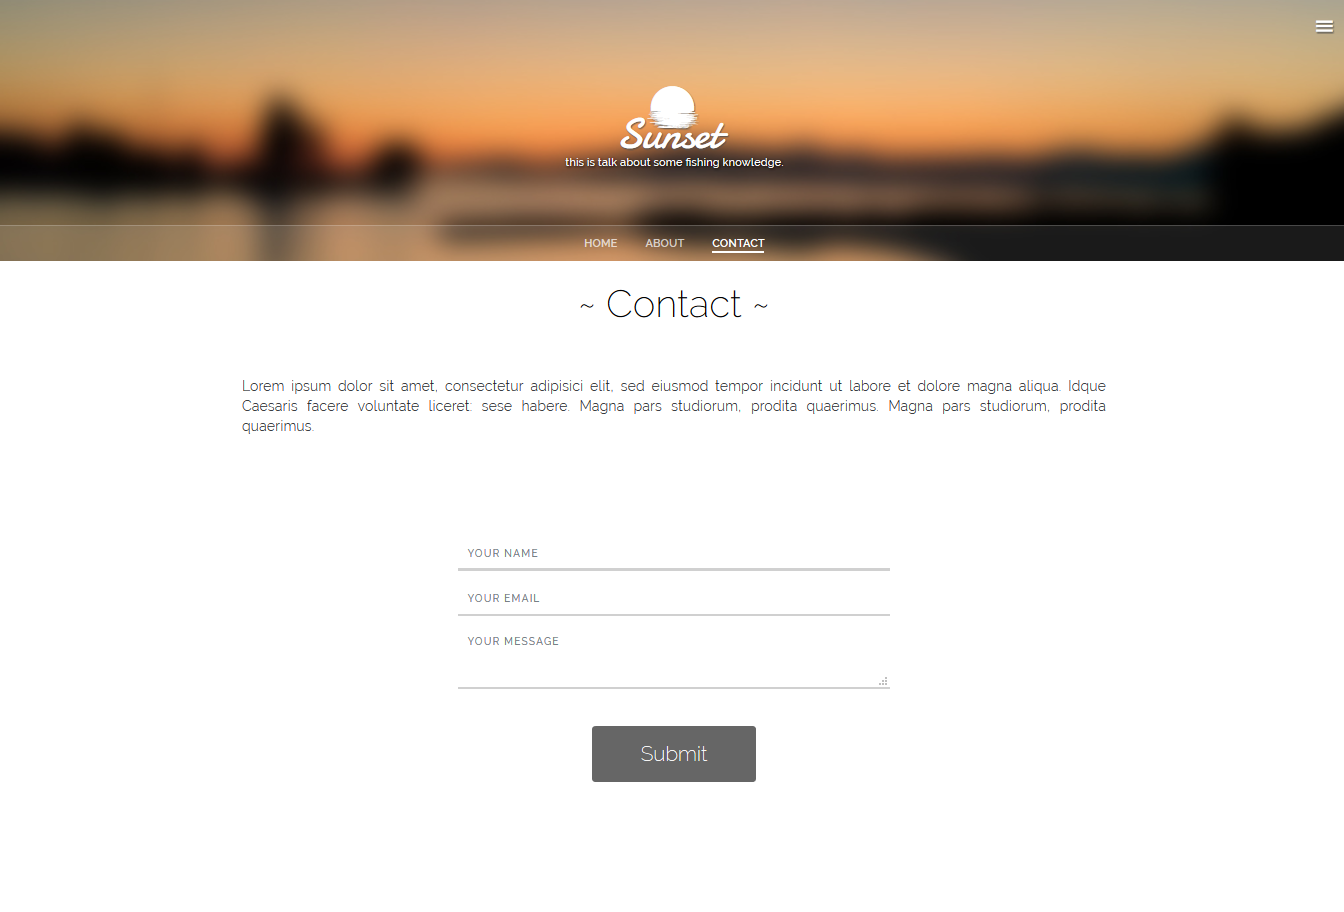 Sunset
this is talk about some fishing knowledge.
HOME ABOUT CONTACT
~ Contact ~
Lorem ipsum dolor sit amet, consectetur adipisici elit, sed eiusmod tempor incidunt ut labore et dolore magna aliqua. Idque
Caesaris facere voluntate liceret: sese habere. Magna pars studiorum, prodita quaerimus. Magna pars studiorum, prodita
quaerimus.
YOUR NAME
YOUR EMAIL
YOUR MESSAGE
Submit